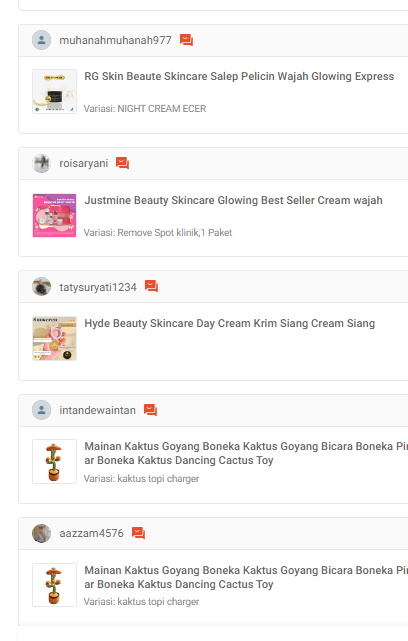 muhanahmuhanah977
RG Skin Beaute Skincare Salep Pelicin Wajah Glowing Express
Variasi: NIGHT CREAM ECER
roisaryani
Justmine Beauty Skincare Glowing Best Seller Cream wajah
Variasi: Remove Spot klinik,1 Paket
tatysuryati1234
Hyde Beauty Skincare Day Cream Krim Siang Cream Siang
intandewaintan
Mainan Kaktus Goyang Boneka Kaktus Goyang Bicara Boneka Pin
ar Boneka Kaktus Dancing Cactus Toy
Variasi: kaktus topi charger
aazzam4576
Mainan Kaktus Goyang Boneka Kaktus Goyang Bicara Boneka Pin
ar Boneka Kaktus Dancing Cactus Toy
Variasi: kaktus topi charger